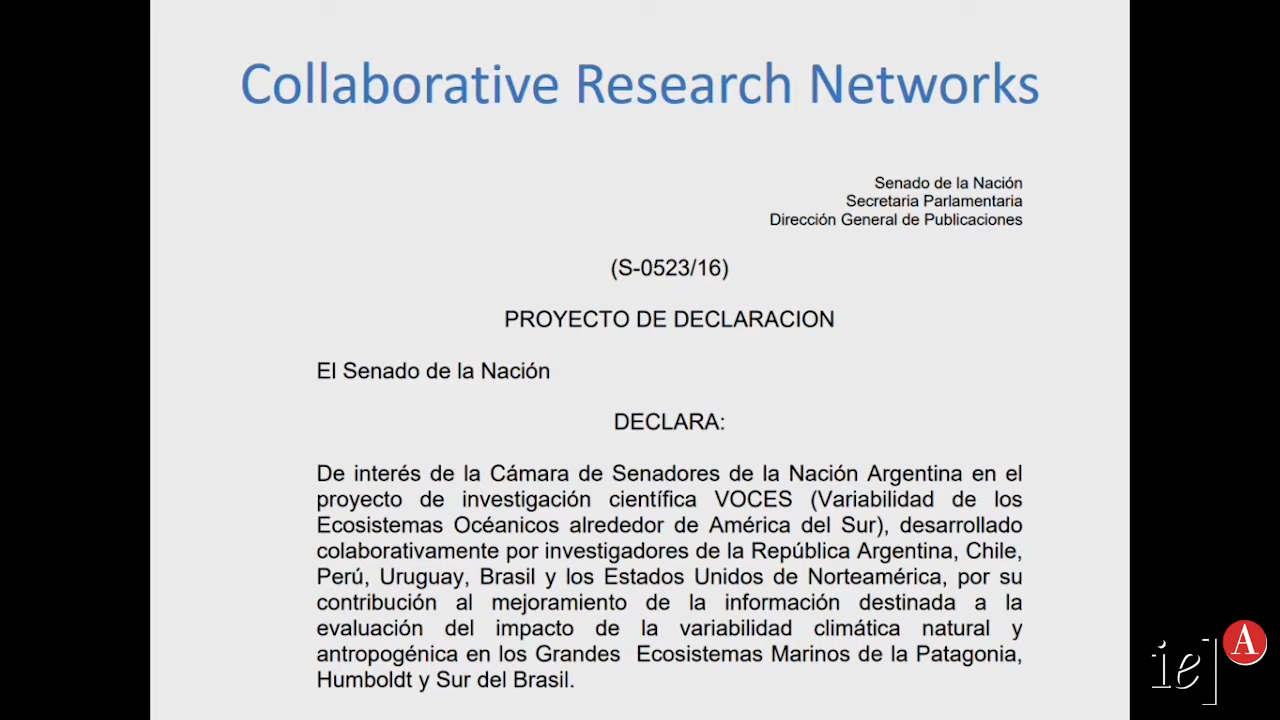 Collaborative Research Networks
Senado de la Nación
Secretaria Parlamentaria
Dirección General de Publicaciones
(S-0523/16)
PROYECTO DE DECLARACION
El Senado de la Nación
DECLARA:
De interés de la Cámara de Senadores de la Nación Argentina en el
proyecto de investigación científica VOCES (Variabilidad de los
Ecosistemas Océanicos alrededor de América del Sur), desarrollado
colaborativamente por investigadores de la República Argentina, Chile,
Perú, Uruguay, Brasil y los Estados Unidos de Norteamérica, por su
contribución al mejoramiento de la información destinada a la
evaluación del impacto de la variabilidad climática natural y
antropogénica en los Grandes Ecosistemas Marinos de la Patagonia,
Humboldt y Sur del Brasil.
ie]
A